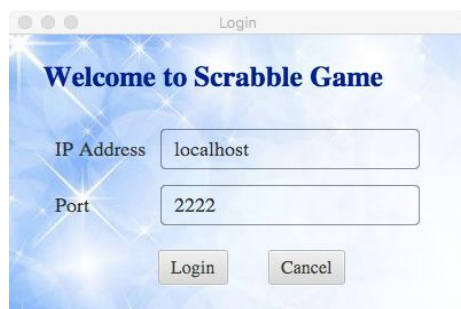 Login
Welcome to Scrabble Game
IP Address localhost
Port 2222
Login Cancel